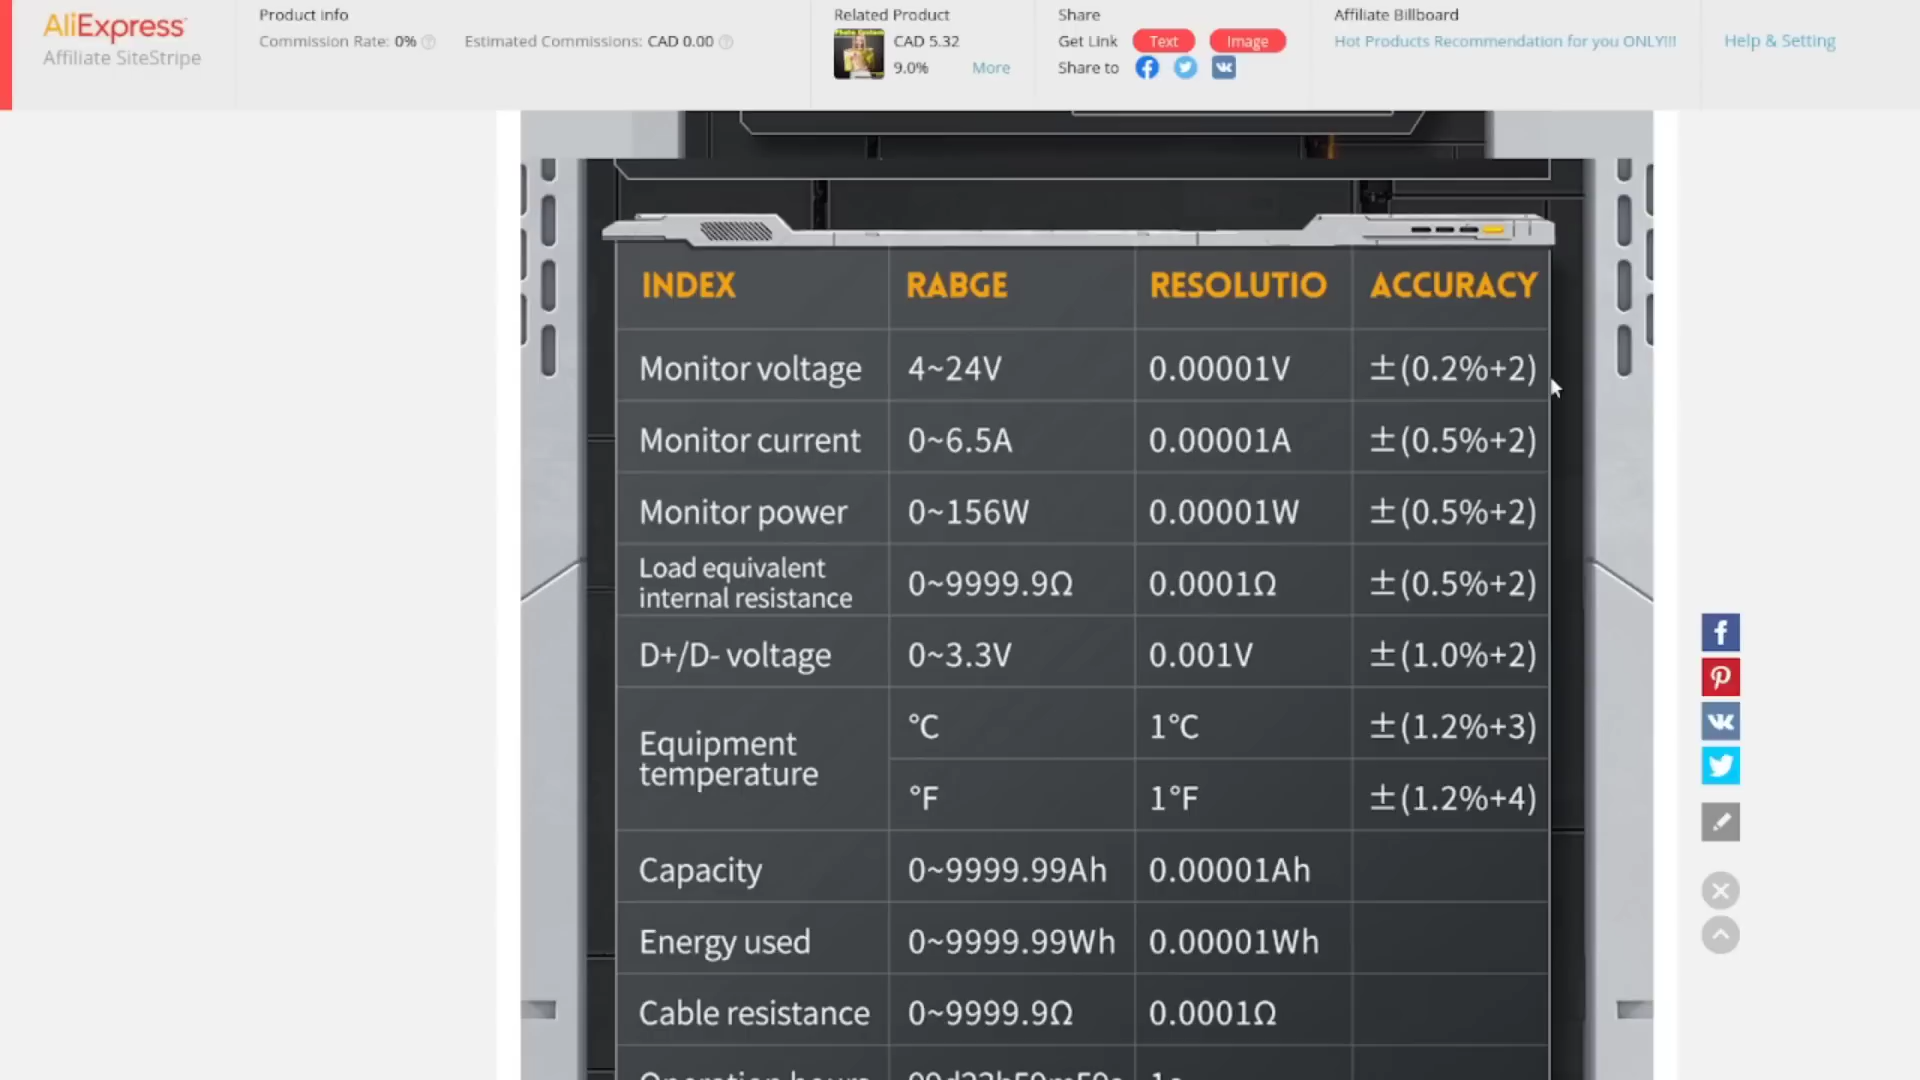 AliExpress
Affiliate SiteStripe
Product info
Commission Rate: 0%
Estimated Commissions: CAD 0.00
Related Product
CAD 5.32
9.0%
More
Share
Get Link
Text
Image
Share to
Affiliate Billboard
Hot Products Recommendation for you ONLY!!!
Help & Setting
INDEX RABGE RESOLUTIO ACCURACY
Monitor voltage 4~24V 0.00001V ±(0.2%+2)
Monitor current 0~6.5A 0.00001A ±(0.5%+2)
Monitor power 0~156W 0.00001W ±(0.5%+2)
Load equivalent
internal resistance 0~9999.9Ω 0.0001Ω ±(0.5%+2)
D+/D- voltage 0~3.3V 0.001V ±(1.0%+2)
Equipment
temperature
°C 1°C ±(1.2%+3)
°F 1°F ±(1.2%+4)
Capacity 0~9999.99Ah 0.00001Ah
Energy used 0~9999.99Wh 0.00001Wh
Cable resistance 0~9999.9Ω 0.0001Ω
Operation hours